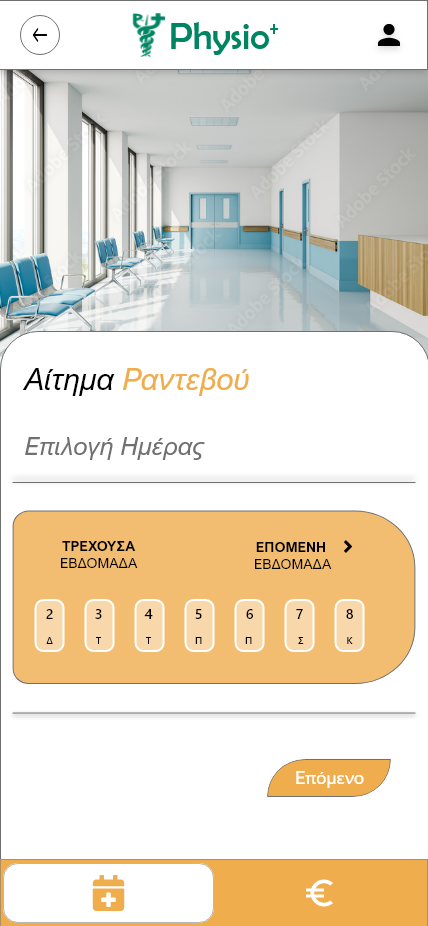 Physio+
Adobe Stock
Αίτημα Ραντεβού
Επιλογή Ημέρας
ΤΡΕΧΟΥΣΑ
ΕΒΔΟΜΑΔΑ
ΕΠΟΜΕΝΗ
ΕΒΔΟΜΑΔΑ
2 3 4 5 6 7 8
Δ Τ Τ Π Π Σ Κ
Επόμενο
€